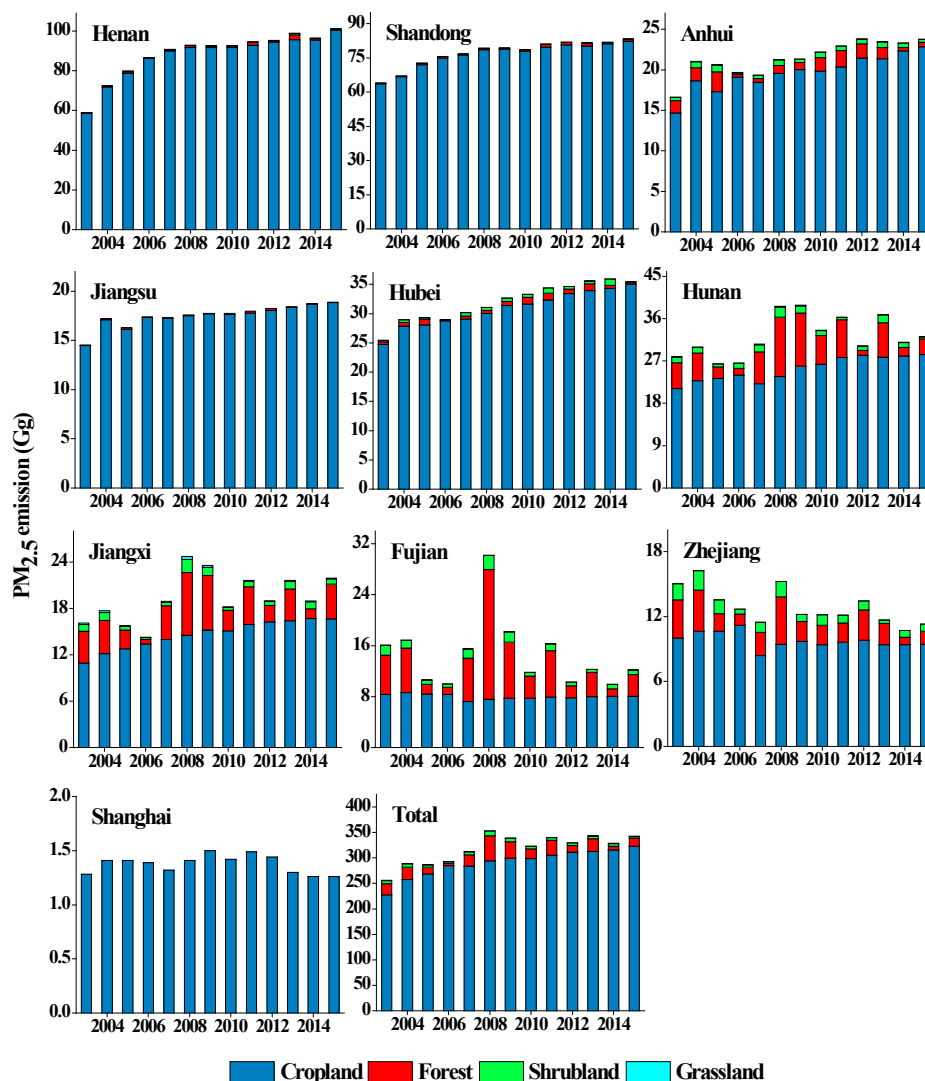 Henan
100
80
60
40
20
0
2004 2006 2008 2010 2012 2014
Shandong
90
75
60
45
30
15
0
2004 2006 2008 2010 2012 2014
Anhui
25
20
15
10
5
0
2004 2006 2008 2010 2012 2014
Jiangsu
20
15
10
5
0
2004 2006 2008 2010 2012 2014
Hubei
35
30
25
20
15
10
5
0
2004 2006 2008 2010 2012 2014
Hunan
45
36
27
18
9
0
2004 2006 2008 2010 2012 2014
PM2.5 emission (Gg)
Jiangxi
24
18
12
6
0
2004 2006 2008 2010 2012 2014
Fujian
32
24
16
8
0
2004 2006 2008 2010 2012 2014
Zhejiang
18
12
6
0
2004 2006 2008 2010 2012 2014
Shanghai
2.0
1.5
1.0
0.5
0.0
2004 2006 2008 2010 2012 2014
Total
400
350
300
250
200
150
100
50
0
2004 2006 2008 2010 2012 2014
Cropland Forest Shrubland Grassland